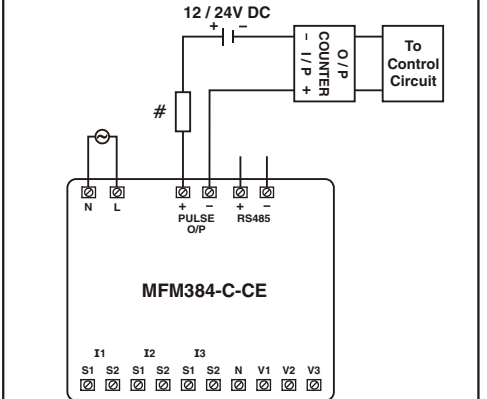 12 / 24V DC
+ −
− I / P +
COUNTER
O / P
To
Control
Circuit
#
N L + − + −
PULSE
O/P
RS485
MFM384-C-CE
I1 I2 I3
S1 S2 S1 S2 S1 S2 N V1 V2 V3